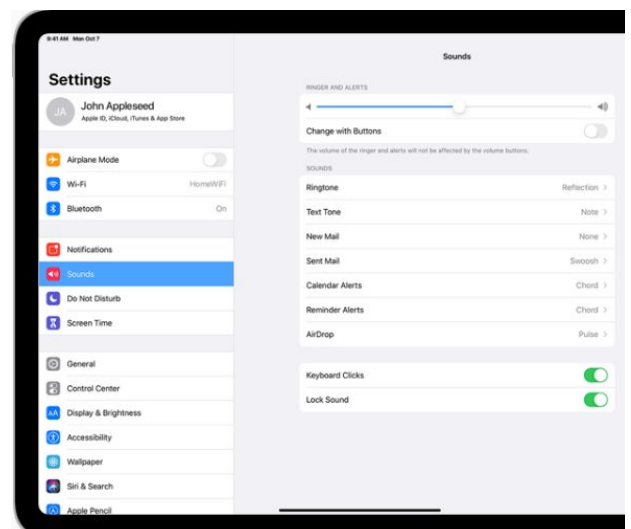 9:41 AM Mon Oct 7
Settings
JA
John Appleseed
Apple ID, iCloud, iTunes & App Store
Airplane Mode
Wi-Fi HomeWiFi
Bluetooth On
Notifications
Sounds
Do Not Disturb
Screen Time
General
Control Center
AA Display & Brightness
Accessibility
Wallpaper
Siri & Search
Apple Pencil
Sounds
RINGER AND ALERTS
Change with Buttons
The volume of the ringer and alerts will not be affected by the volume buttons.
SOUNDS
Ringtone Reflection >
Text Tone Note >
New Mail None >
Sent Mail Swoosh >
Calendar Alerts Chord >
Reminder Alerts Chord >
AirDrop Pulse >
Keyboard Clicks
Lock Sound